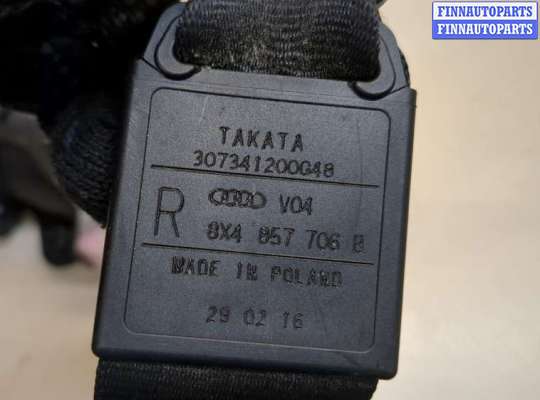 FINNAUTOPARTS
FINNAUTOPARTS
TAKATA
307341200048
R V04
8X4 857 706 B
MADE IN POLAND
29 02 16